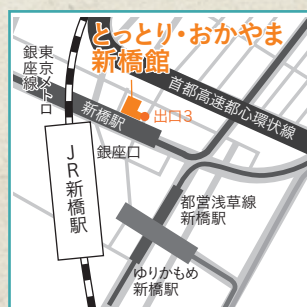 とっとり・おかやま
新橋館
東京メトロ
銀座線
首都高速都心環状線
新橋駅
出口3
銀座口
JR新橋駅
都営浅草線
新橋駅
ゆりかもめ
新橋駅